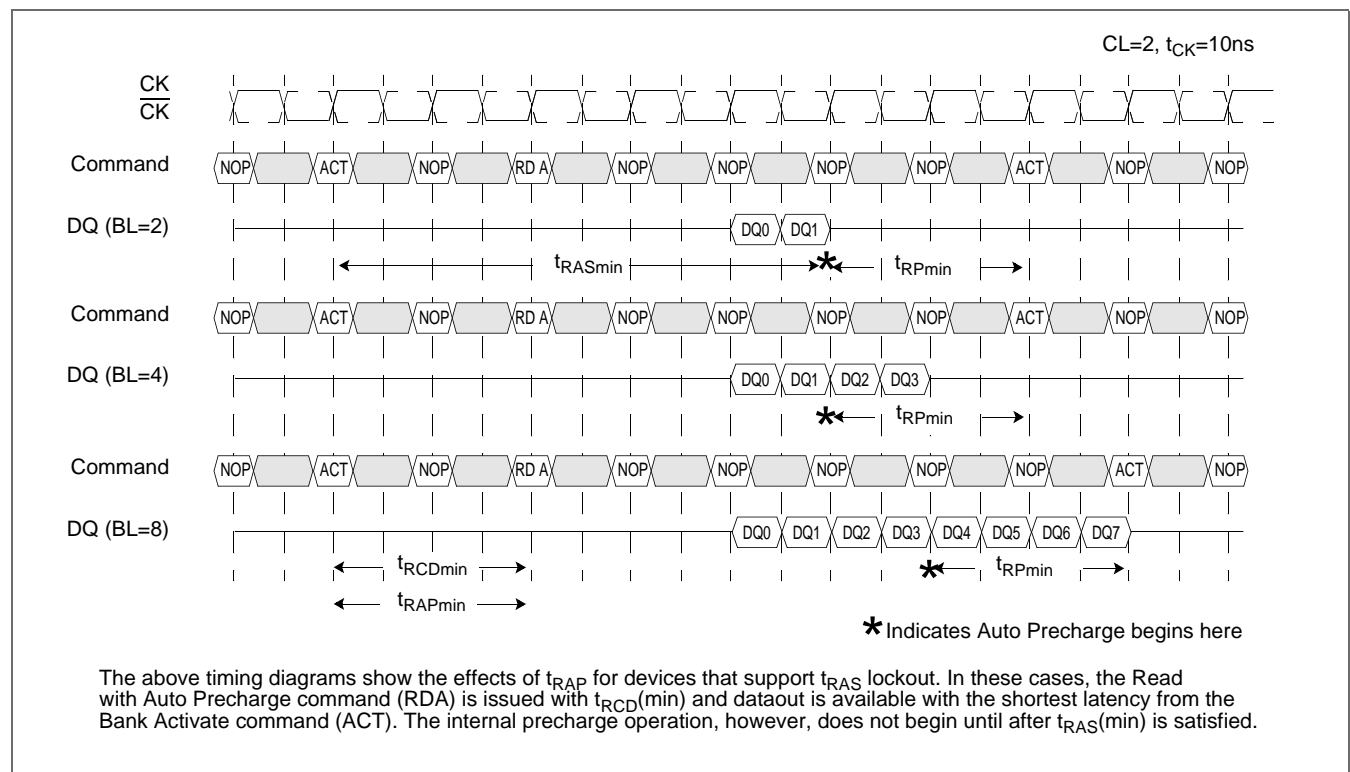 CL=2, tCK=10ns
CK
CK
Command NOP ACT NOP RD A NOP NOP NOP NOP ACT NOP NOP
DQ (BL=2) DQ0 DQ1
tRASmin * tRPmin
Command NOP ACT NOP RD A NOP NOP NOP NOP ACT NOP NOP
DQ (BL=4) DQ0 DQ1 DQ2 DQ3
* tRPmin
Command NOP ACT NOP RD A NOP NOP NOP NOP NOP ACT NOP
DQ (BL=8) DQ0 DQ1 DQ2 DQ3 DQ4 DQ5 DQ6 DQ7
tRCDmin * tRPmin
tRAPmin
* Indicates Auto Precharge begins here
The above timing diagrams show the effects of tRAP for devices that support tRAS lockout. In these cases, the Read
with Auto Precharge command (RDA) is issued with tRCD(min) and dataout is available with the shortest latency from the
Bank Activate command (ACT). The internal precharge operation, however, does not begin until after tRAS(min) is satisfied.